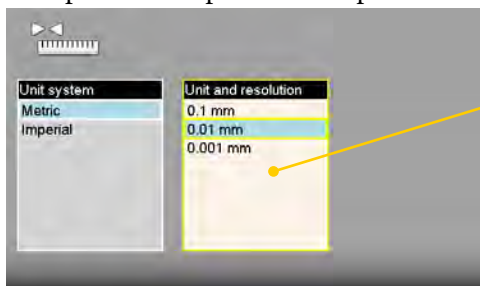 Unit system
Metric
Imperial
Unit and resolution
0.1 mm
0.01 mm
0.001 mm